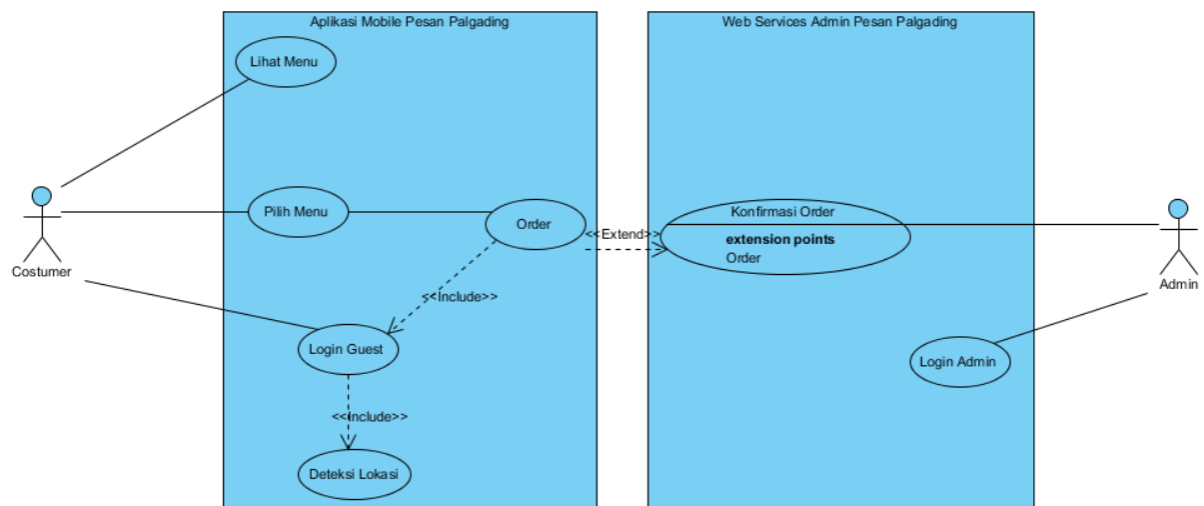 Aplikasi Mobile Pesan Palgading
Web Services Admin Pesan Palgading
Lihat Menu
Pilih Menu
Order
<<Extend>>
Konfirmasi Order
extension points
Order
Costumer
Admin
<<Include>>
Login Guest
Login Admin
<<Include>>
Deteksi Lokasi